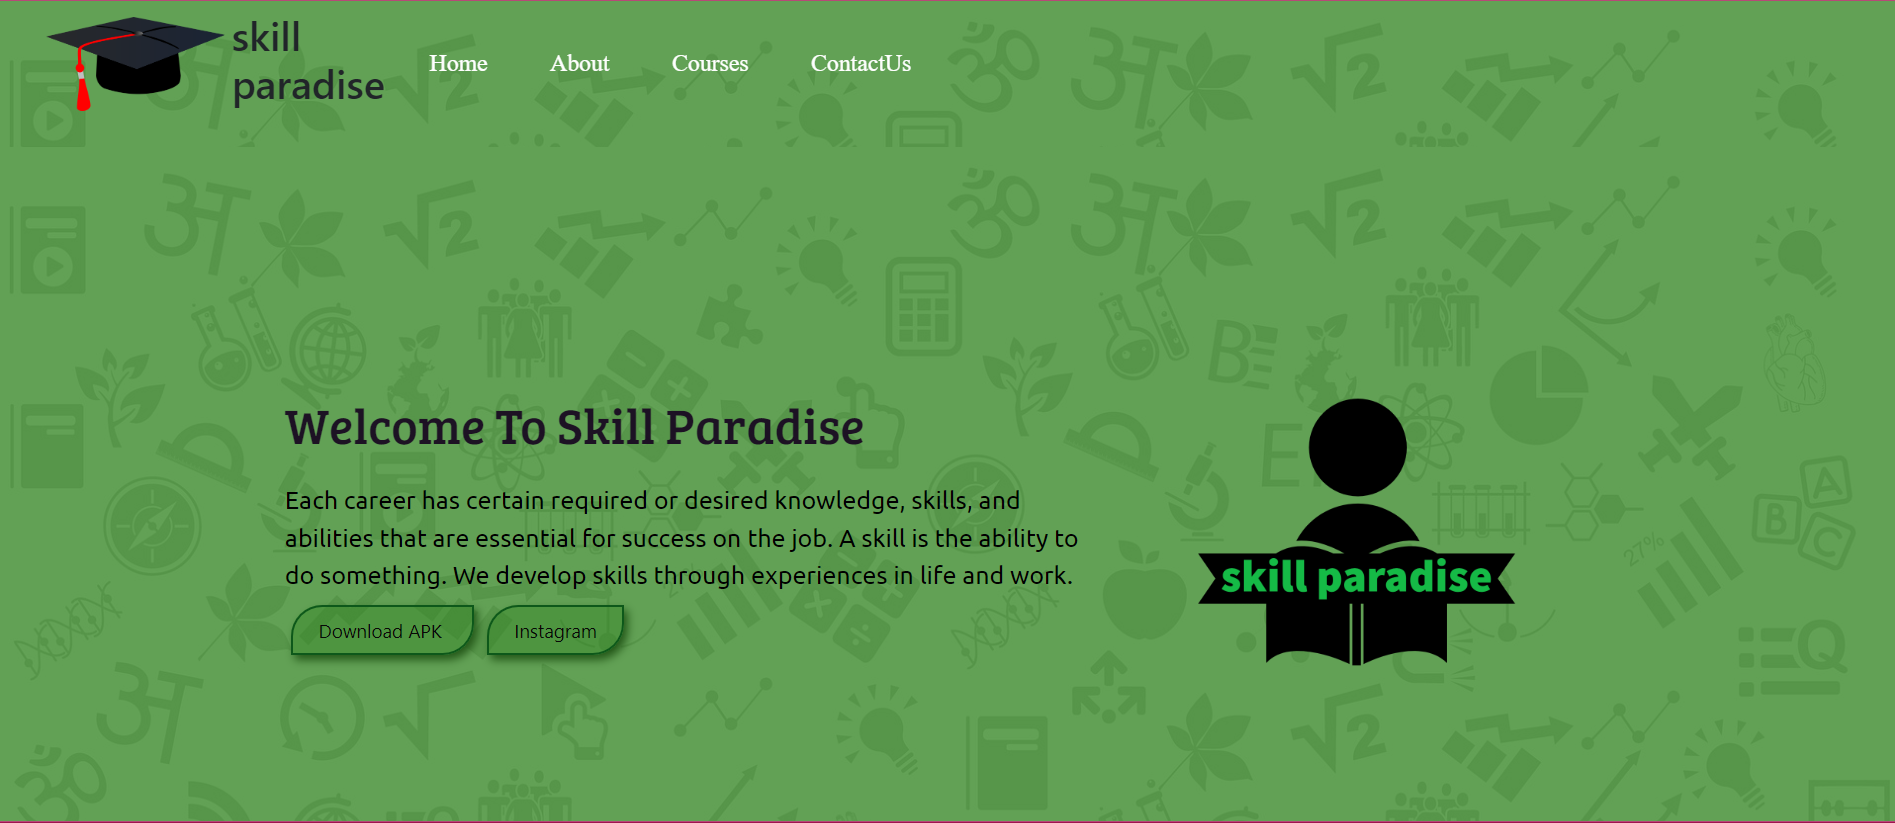 skill
paradise
Home About Courses ContactUs
Welcome To Skill Paradise
Each career has certain required or desired knowledge, skills, and
abilities that are essential for success on the job. A skill is the ability to
do something. We develop skills through experiences in life and work.
Download APK Instagram
skill paradise